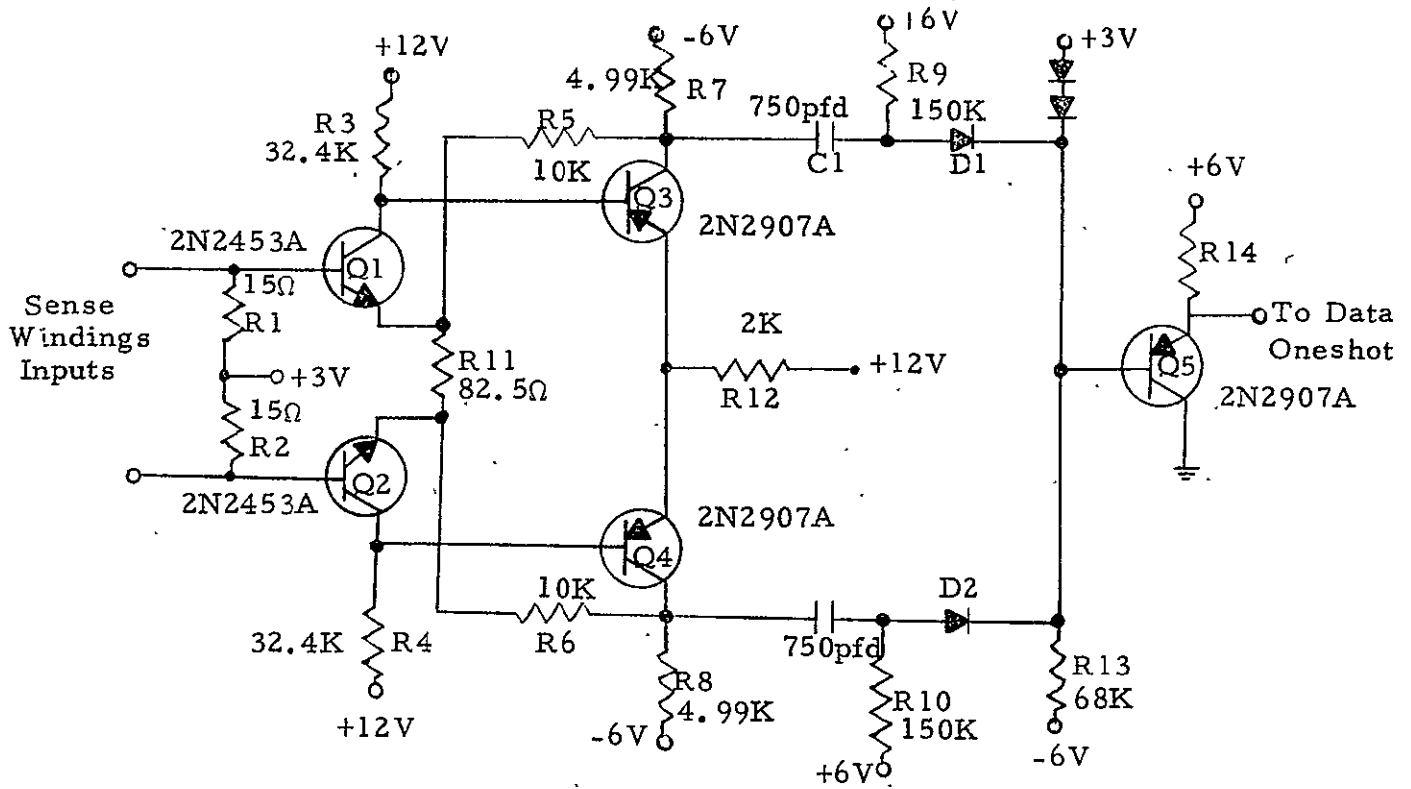 +12V
R3
32.4K
2N2453A
Q1
15Ω
R1
Sense
Windings
Inputs
+3V
15Ω
R2
R11
82.5Ω
Q2
2N2453A
32.4K
R4
+12V
-6V
4.99K
R7
R5
10K
Q3
2N2907A
2K
R12
+12V
2N2907A
Q4
10K
R6
R8
4.99K
-6V
750pfd
C1
16V
R9
150K
D1
+3V
750pfd
D2
R10
150K
+6V
R13
68K
-6V
+6V
R14
To Data
Oneshot
Q5
2N2907A